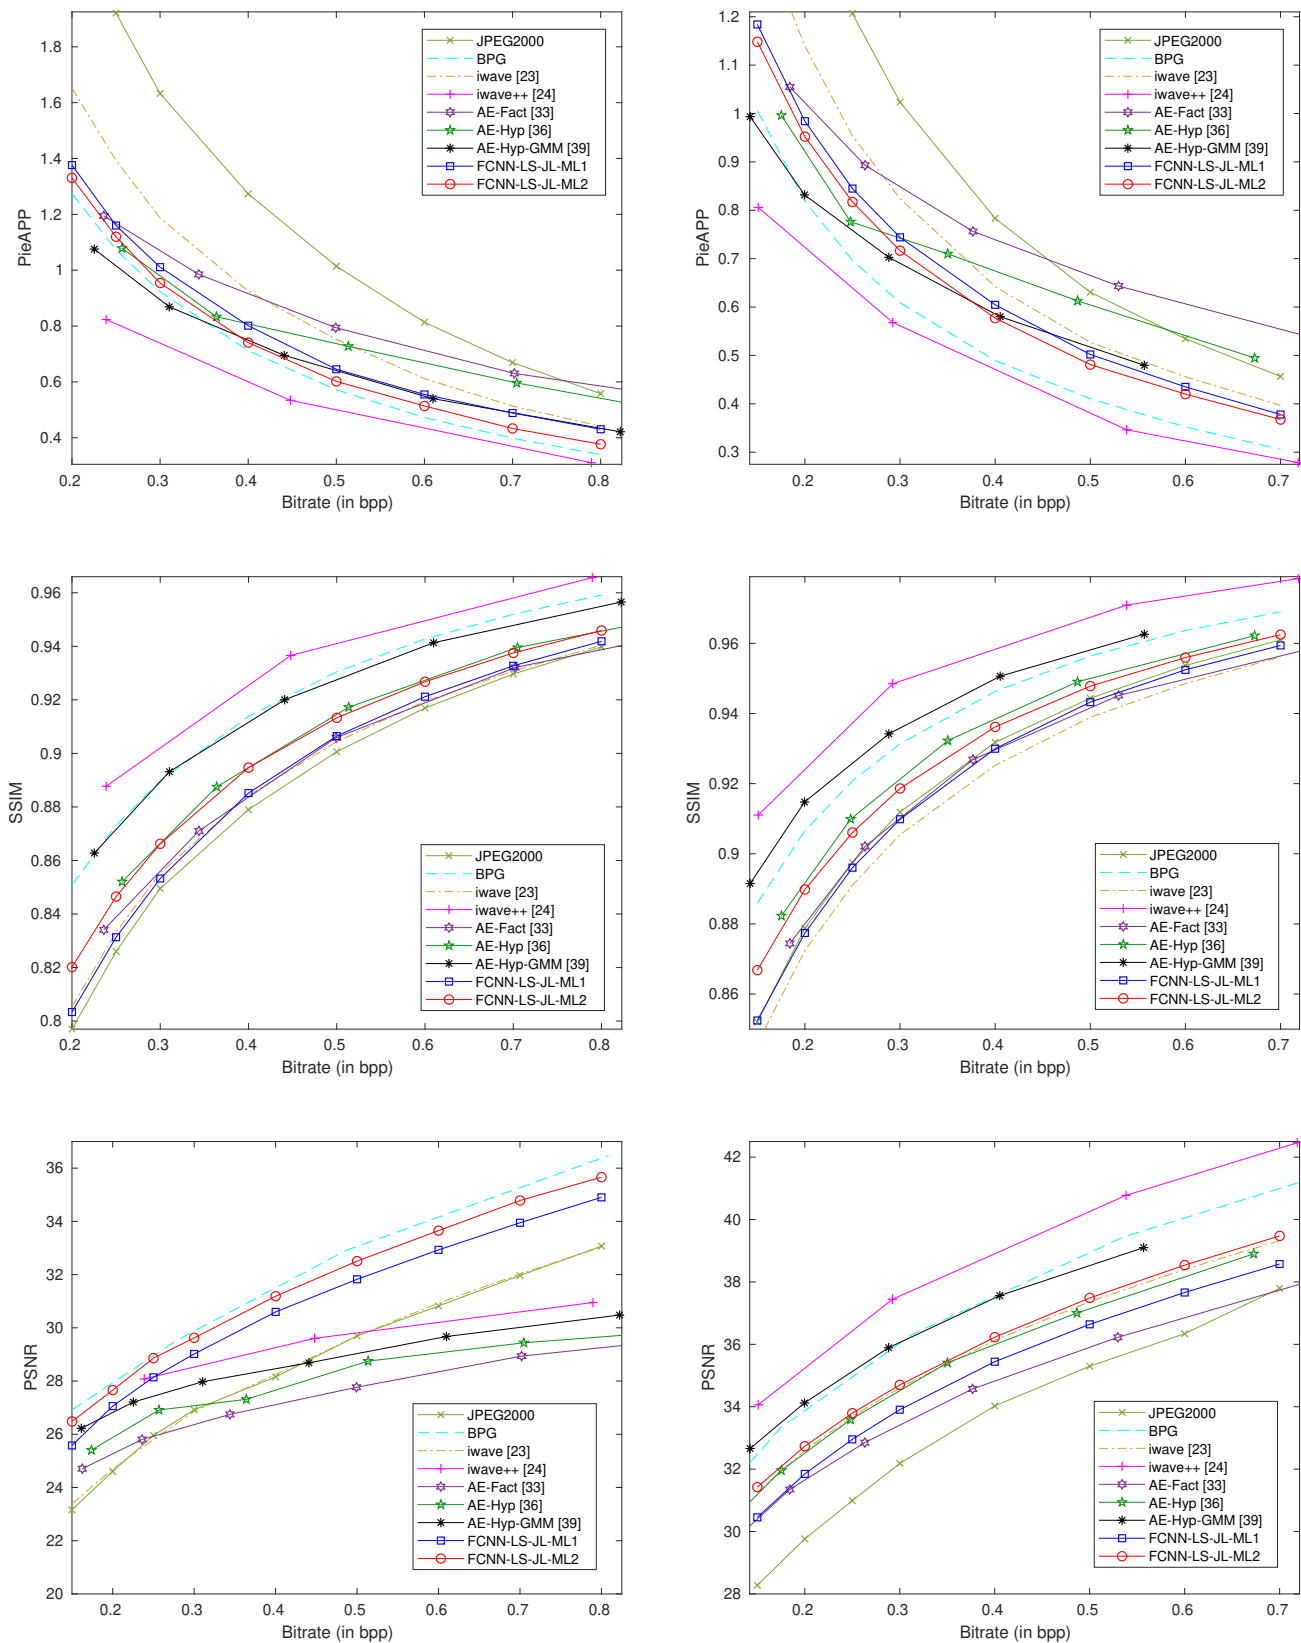 1.8
1.6
1.4
1.2
1
0.8
0.6
0.4
PieAPP
0.2 0.3 0.4 0.5 0.6 0.7 0.8
Bitrate (in bpp)
JPEG2000
BPG
iwave [23]
iwave++ [24]
AE-Fact [33]
AE-Hyp [36]
AE-Hyp-GMM [39]
FCNN-LS-JL-ML1
FCNN-LS-JL-ML2
1.2
1.1
1
0.9
0.8
0.7
0.6
0.5
0.4
0.3
PieAPP
0.2 0.3 0.4 0.5 0.6 0.7
Bitrate (in bpp)
JPEG2000
BPG
iwave [23]
iwave++ [24]
AE-Fact [33]
AE-Hyp [36]
AE-Hyp-GMM [39]
FCNN-LS-JL-ML1
FCNN-LS-JL-ML2
0.96
0.94
0.92
0.9
0.88
0.86
0.84
0.82
0.8
SSIM
0.2 0.3 0.4 0.5 0.6 0.7 0.8
Bitrate (in bpp)
JPEG2000
BPG
iwave [23]
iwave++ [24]
AE-Fact [33]
AE-Hyp [36]
AE-Hyp-GMM [39]
FCNN-LS-JL-ML1
FCNN-LS-JL-ML2
0.96
0.94
0.92
0.9
0.88
0.86
SSIM
0.2 0.3 0.4 0.5 0.6 0.7
Bitrate (in bpp)
JPEG2000
BPG
iwave [23]
iwave++ [24]
AE-Fact [33]
AE-Hyp [36]
AE-Hyp-GMM [39]
FCNN-LS-JL-ML1
FCNN-LS-JL-ML2
36
34
32
30
28
26
24
22
20
PSNR
0.2 0.3 0.4 0.5 0.6 0.7 0.8
Bitrate (in bpp)
JPEG2000
BPG
iwave [23]
iwave++ [24]
AE-Fact [33]
AE-Hyp [36]
AE-Hyp-GMM [39]
FCNN-LS-JL-ML1
FCNN-LS-JL-ML2
42
40
38
36
34
32
30
28
PSNR
0.2 0.3 0.4 0.5 0.6 0.7
Bitrate (in bpp)
JPEG2000
BPG
iwave [23]
iwave++ [24]
AE-Fact [33]
AE-Hyp [36]
AE-Hyp-GMM [39]
FCNN-LS-JL-ML1
FCNN-LS-JL-ML2